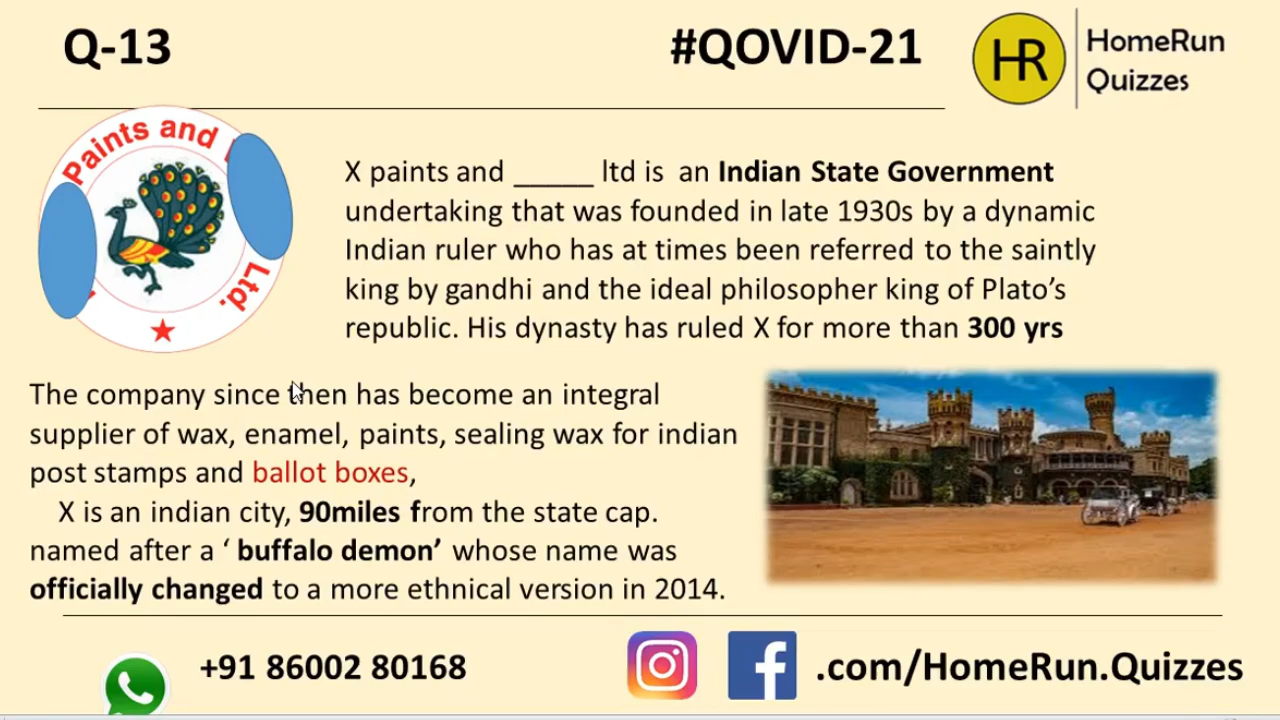 Q-13
#QOVID-21
HR
HomeRun
Quizzes
Paints and
Ltd.
X paints and _____ ltd is an Indian State Government
undertaking that was founded in late 1930s by a dynamic
Indian ruler who has at times been referred to the saintly
king by gandhi and the ideal philosopher king of Plato’s
republic. His dynasty has ruled X for more than 300 yrs
The company since then has become an integral
supplier of wax, enamel, paints, sealing wax for indian
post stamps and ballot boxes,
X is an indian city, 90miles from the state cap.
named after a ‘ buffalo demon’ whose name was
officially changed to a more ethnical version in 2014.
+91 86002 80168
.com/HomeRun.Quizzes